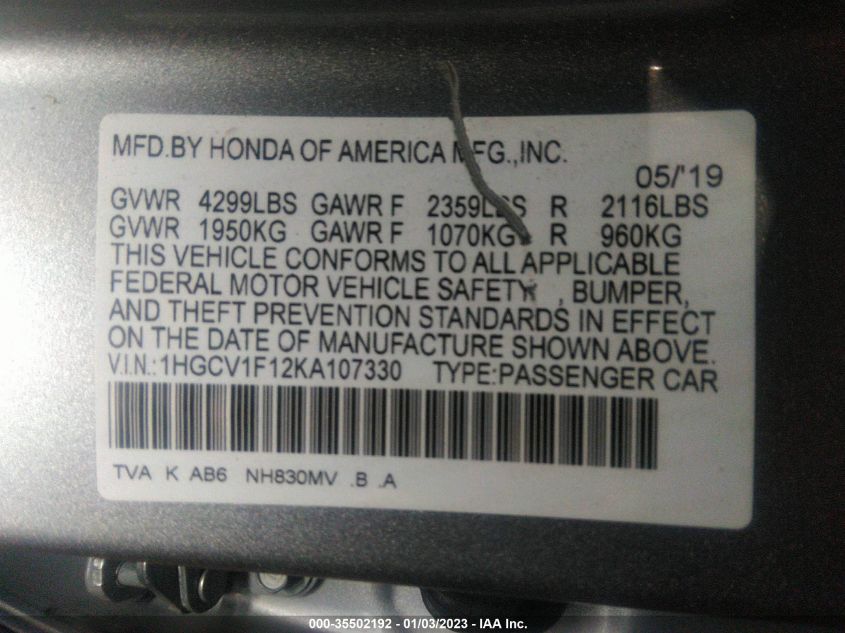 MFD.BY HONDA OF AMERICA MFG.,INC.
05/'19
GVWR 4299LBS GAWR F 2359LBS R 2116LBS
GVWR 1950KG GAWR F 1070KG R 960KG
THIS VEHICLE CONFORMS TO ALL APPLICABLE
FEDERAL MOTOR VEHICLE SAFETY , BUMPER,
AND THEFT PREVENTION STANDARDS IN EFFECT
ON THE DATE OF MANUFACTURE SHOWN ABOVE.
V.I.N.:1HGCV1F12KA107330 TYPE:PASSENGER CAR
TVA K AB6 NH830MV .B .A
000-35502192 - 01/03/2023 - IAA Inc.